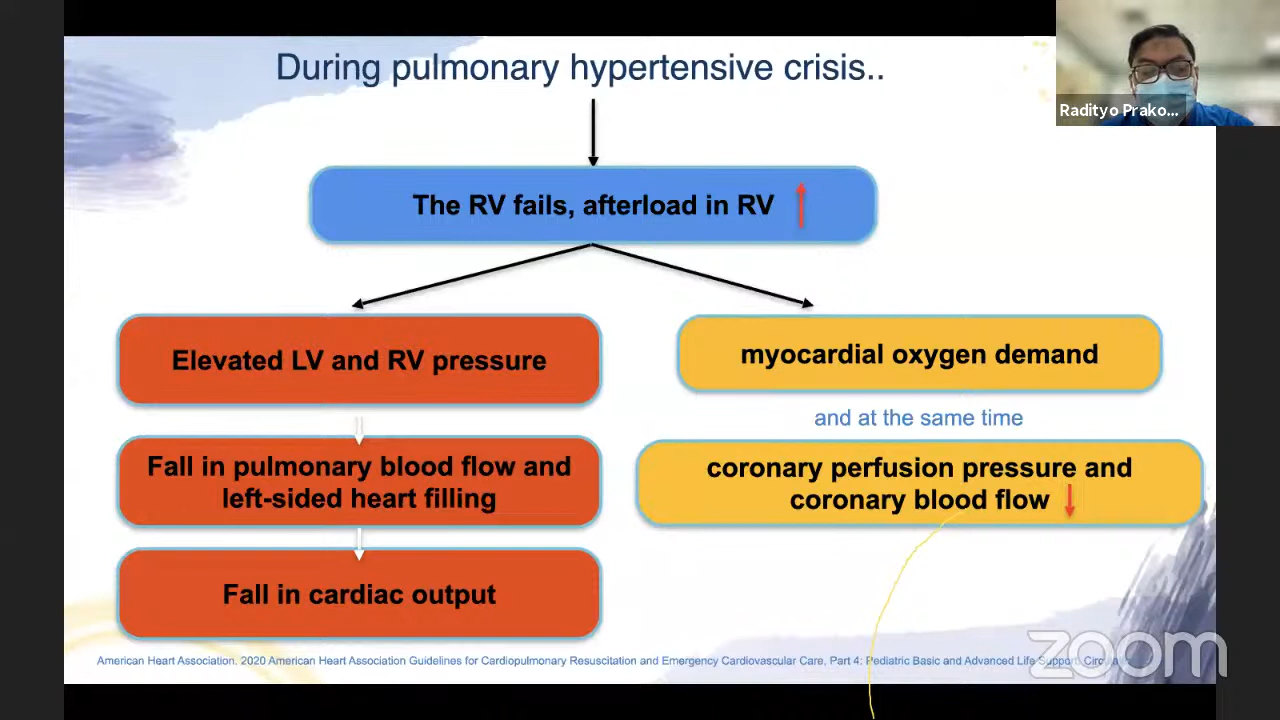 During pulmonary hypertensive crisis..
Radityo Prako...
The RV fails, afterload in RV
Elevated LV and RV pressure
myocardial oxygen demand
and at the same time
Fall in pulmonary blood flow and
left-sided heart filling
coronary perfusion pressure and
coronary blood flow
Fall in cardiac output
American Heart Association. 2020 American Heart Association Guidelines for Cardiopulmonary Resuscitation and Emergency Cardiovascular Care, Part 4: Pediatric Basic and Advanced Life Support.
zoom